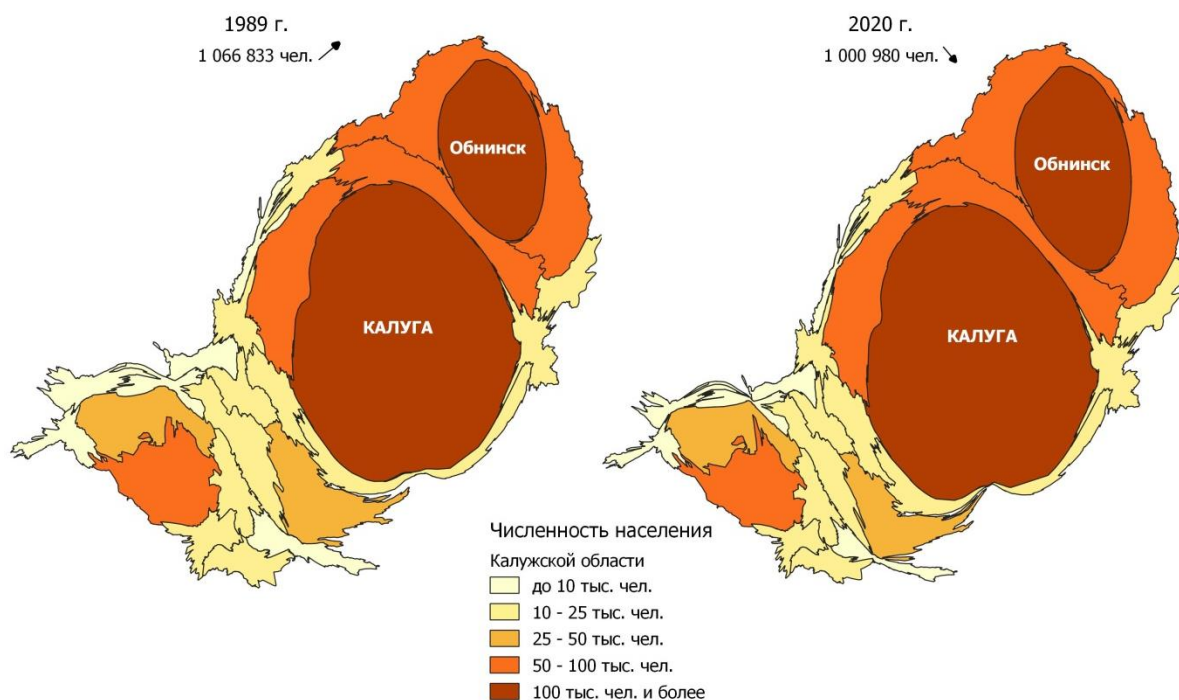 1989 г.
1 066 833 чел.
2020 г.
1 000 980 чел.
Обнинск
КАЛУГА
Обнинск
КАЛУГА
Численность населения
Калужской области
до 10 тыс. чел.
10 - 25 тыс. чел.
25 - 50 тыс. чел.
50 - 100 тыс. чел.
100 тыс. чел. и более